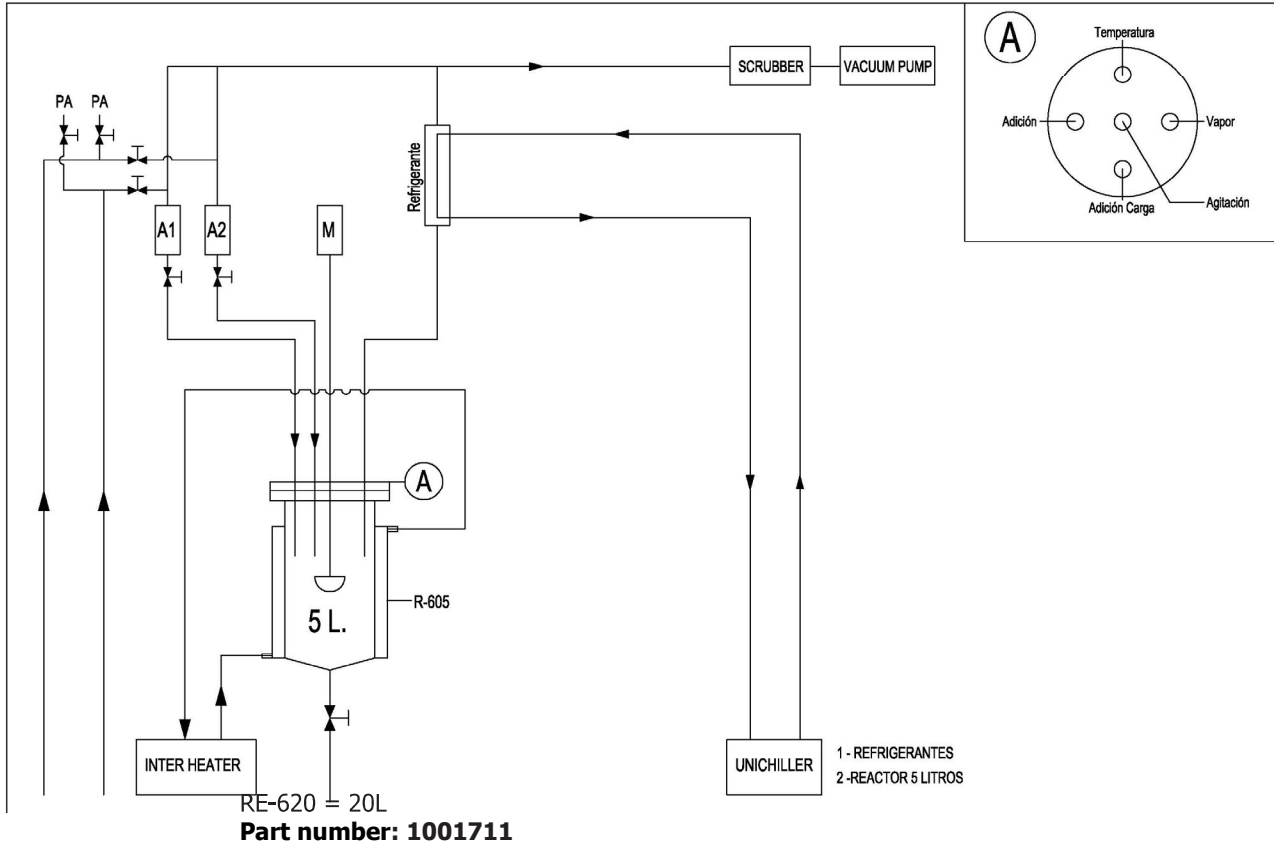 A
Temperatura
Adición
Vapor
Adición Carga
Agitación
SCRUBBER
VACUUM PUMP
PA
PA
Refrigerante
A1
A2
M
A
R-605
5 L.
INTER HEATER
UNICHILLER
1 - REFRIGERANTES
2 -REACTOR 5 LITROS
RE-620 = 20L
Part number: 1001711